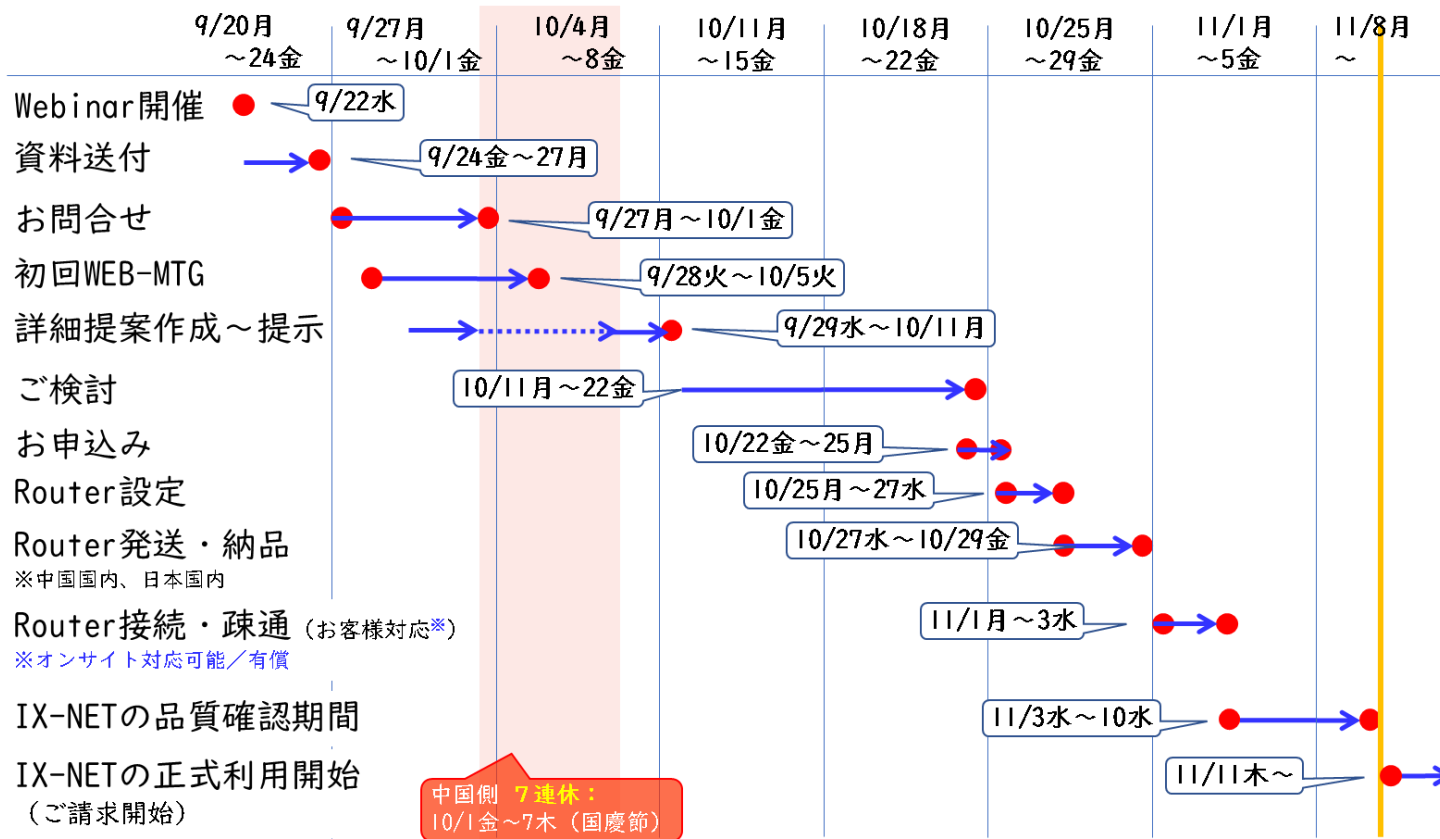 9/20月
～24金
9/27月
～10/1金
10/4月
～8金
10/11月
～15金
10/18月
～22金
10/25月
～29金
11/1月
～5金
11/8月
～
Webinar開催
9/22水
資料送付
9/24金～27月
お問合せ
9/27月～10/1金
初回WEB-MTG
9/28火～10/5火
詳細提案作成～提示
9/29水～10/11月
ご検討
10/11月～22金
お申込み
10/22金～25月
Router設定
10/25月～27水
Router発送・納品
※中国国内、日本国内
10/27水～10/29金
Router接続・疎通（お客様対応※）
※オンサイト対応可能／有償
11/1月～3水
IX-NETの品質確認期間
11/3水～10水
IX-NETの正式利用開始
（ご請求開始）
11/11木～
中国側 7連休：
10/1金～7木（国慶節）